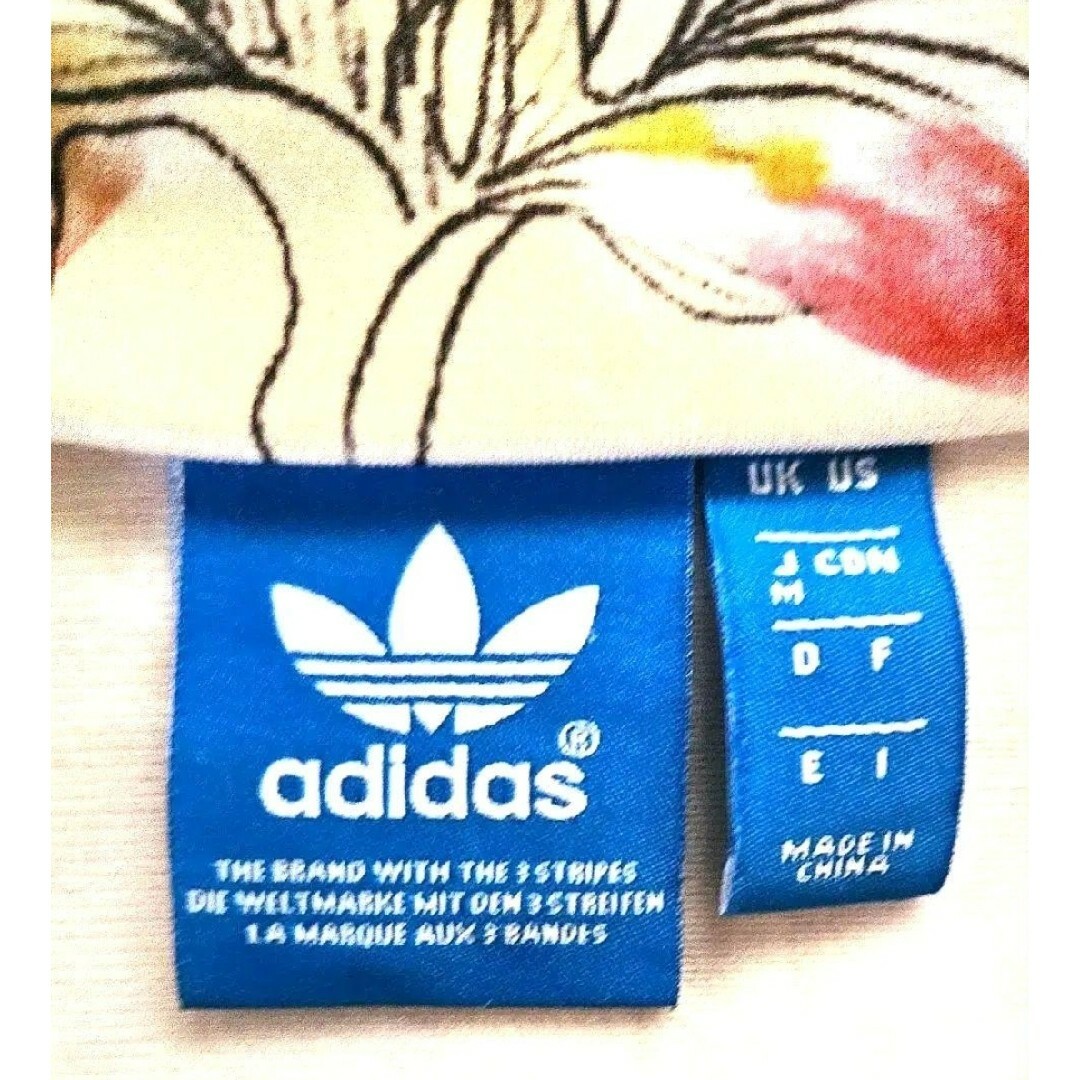 adidas®
THE BRAND WITH THE 3 STRIPES
DIE WELTMARKE MIT DEN 3 STREIFEN
LA MARQUE AUX 3 BANDES
UK US
J CDN
M
D F
E I
MADE IN
CHINA